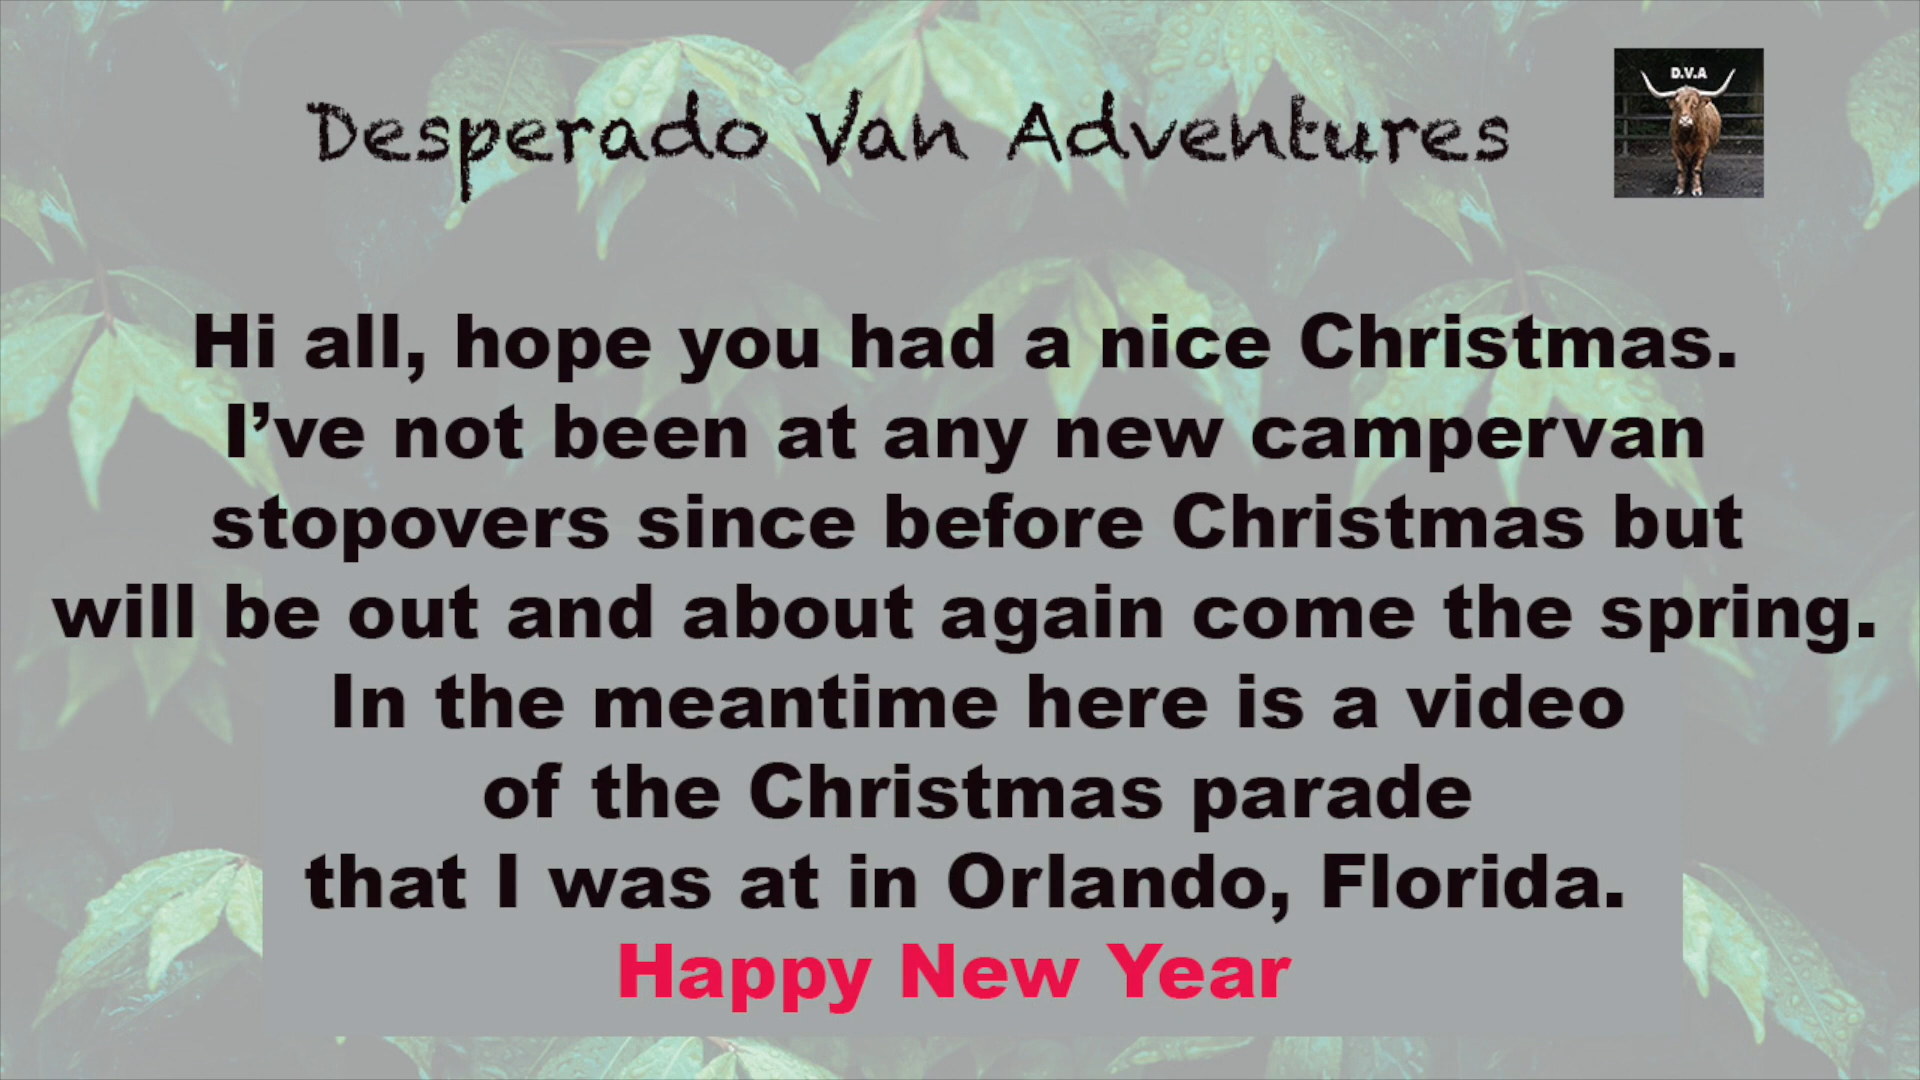 Desperado Van Adventures
D.V.A
Hi all, hope you had a nice Christmas.
I’ve not been at any new campervan
stopovers since before Christmas but
will be out and about again come the spring.
In the meantime here is a video
of the Christmas parade
that I was at in Orlando, Florida.
Happy New Year